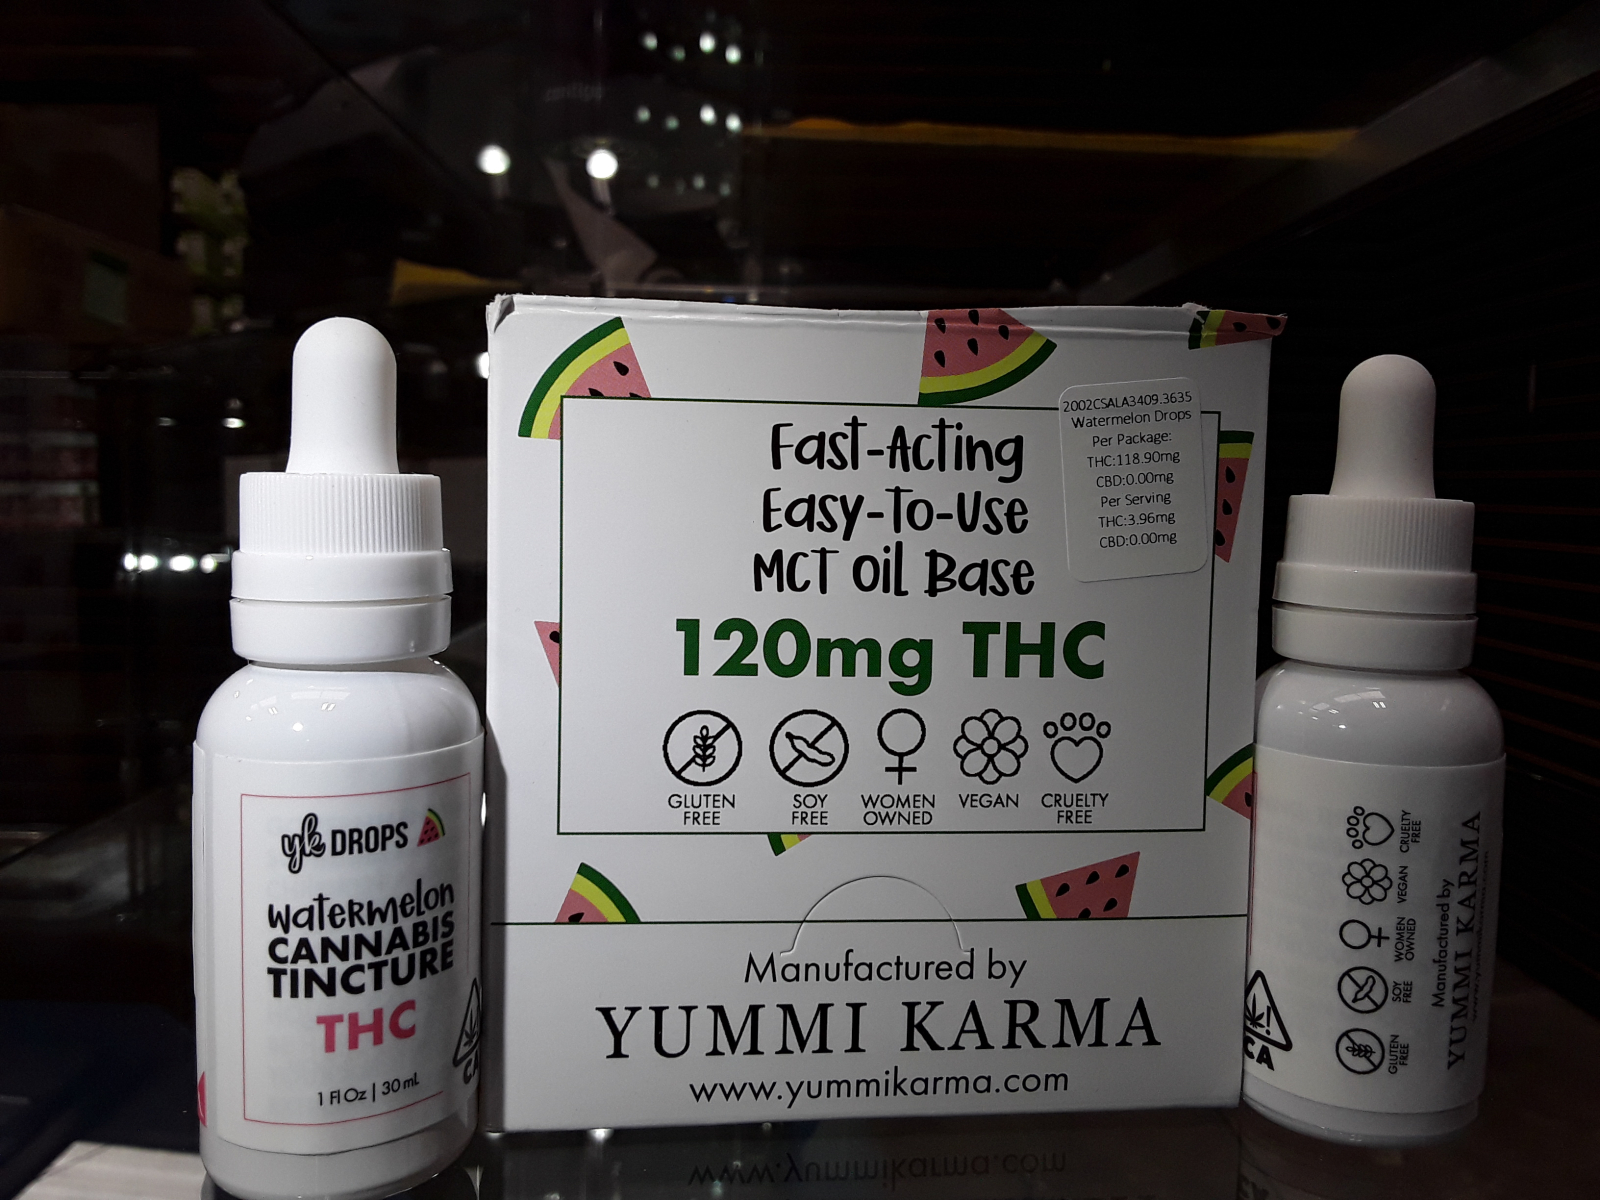 yk DROPS
Watermelon
CANNABIS
TINCTURE
THC
1 Fl Oz | 30 mL
CA
Fast-Acting
Easy-To-Use
MCT Oil Base
120mg THC
GLUTEN
FREE
SOY
FREE
WOMEN
OWNED
VEGAN
CRUELTY
FREE
2002CSALA3409.3635
Watermelon Drops
Per Package:
THC:118.90mg
CBD:0.00mg
Per Serving
THC:3.96mg
CBD:0.00mg
Manufactured by
YUMMI KARMA
www.yummikarma.com
CA
GLUTEN
FREE
SOY
FREE
WOMEN
OWNED
VEGAN
CRUELTY
FREE
Manufactured by
YUMMI KARMA
www.yummikarma.com